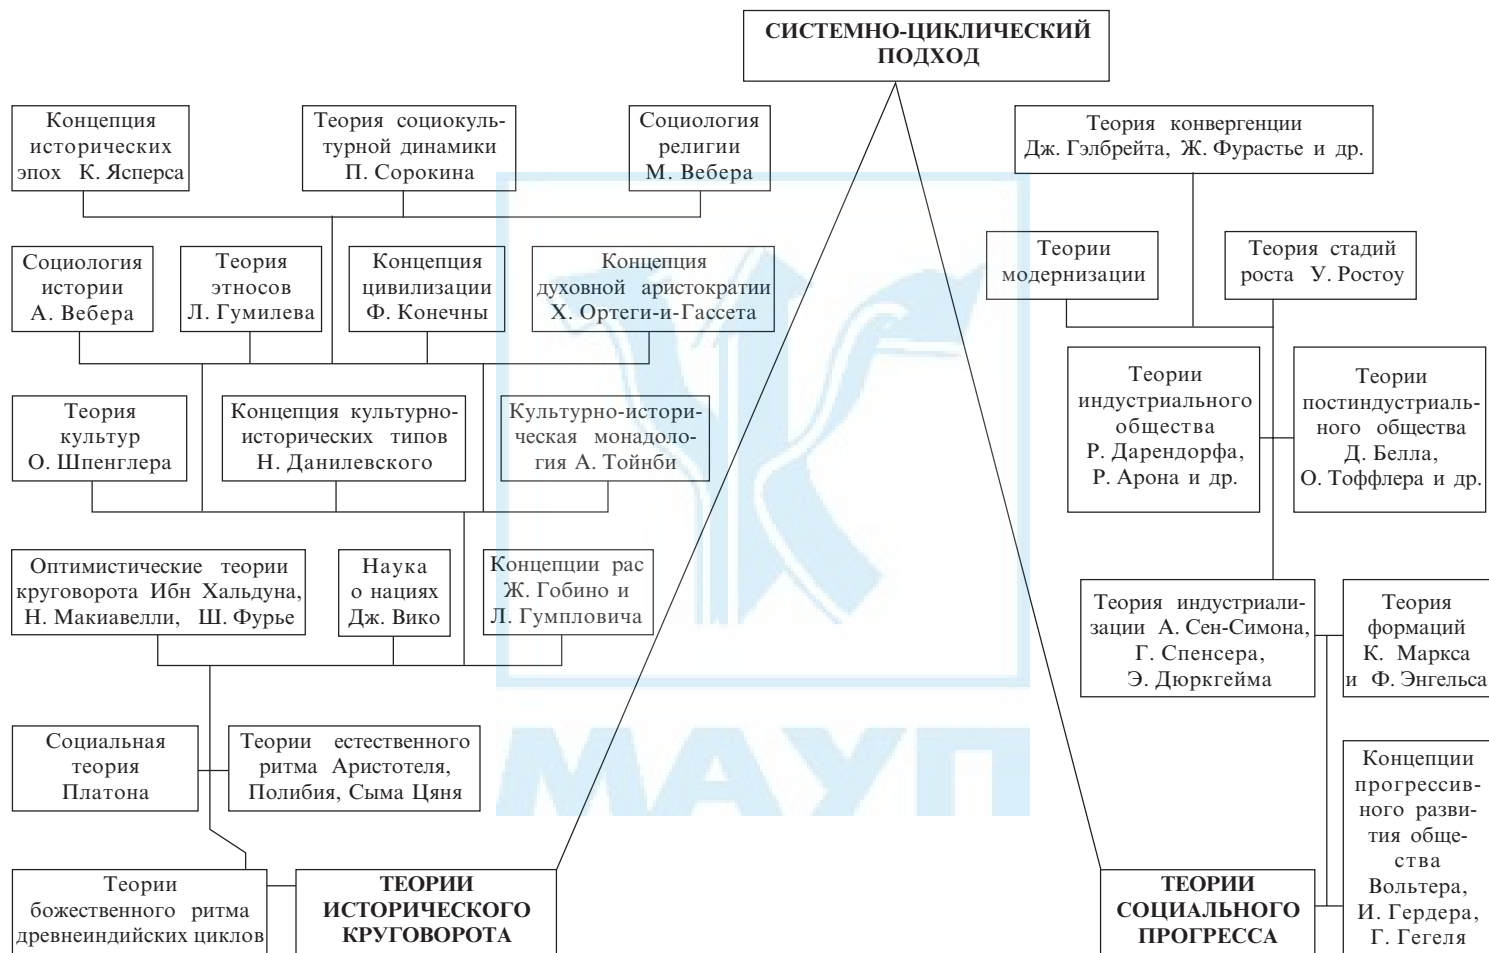 СИСТЕМНО-ЦИКЛИЧЕСКИЙ
ПОДХОД
Концепция
исторических
эпох К. Ясперса
Теория социокуль-
турной динамики
П. Сорокина
Социология
религии
М. Вебера
Теория конвергенции
Дж. Гэлбрейта, Ж. Фурастье и др.
Социология
истории
А. Вебера
Теория
этносов
Л. Гумилева
Концепция
цивилизации
Ф. Конечны
Концепция
духовной аристократии
Х. Ортеги-и-Гассета
Теории
модернизации
Теория стадий
роста У. Ростоу
Теория
культур
О. Шпенглера
Концепция культурно-
исторических типов
Н. Данилевского
Культурно-истори-
ческая монадоло-
гия А. Тойнби
Теории
индустриального
общества
Р. Дарендорфа,
Р. Арона и др.
Теории
постиндустриаль-
ного общества
Д. Белла,
О. Тоффлера и др.
Оптимистические теории
круговорота Ибн Хальдуна,
Н. Макиавелли, Ш. Фурье
Наука
о нациях
Дж. Вико
Концепции рас
Ж. Гобино и
Л. Гумпловича
Теория индустриали-
зации А. Сен-Симона,
Г. Спенсера,
Э. Дюркгейма
Теория
формаций
К. Маркса
и Ф. Энгельса
Социальная
теория
Платона
Теории естественного
ритма Аристотеля,
Полибия, Сыма Цяня
МАУП
Концепции
прогрессив-
ного разви-
тия обще-
ства
Вольтера,
И. Гердера,
Г. Гегеля
Теории
божественного ритма
древнеиндийских циклов
ТЕОРИИ
ИСТОРИЧЕСКОГО
КРУГОВОРОТА
ТЕОРИИ
СОЦИАЛЬНОГО
ПРОГРЕССА